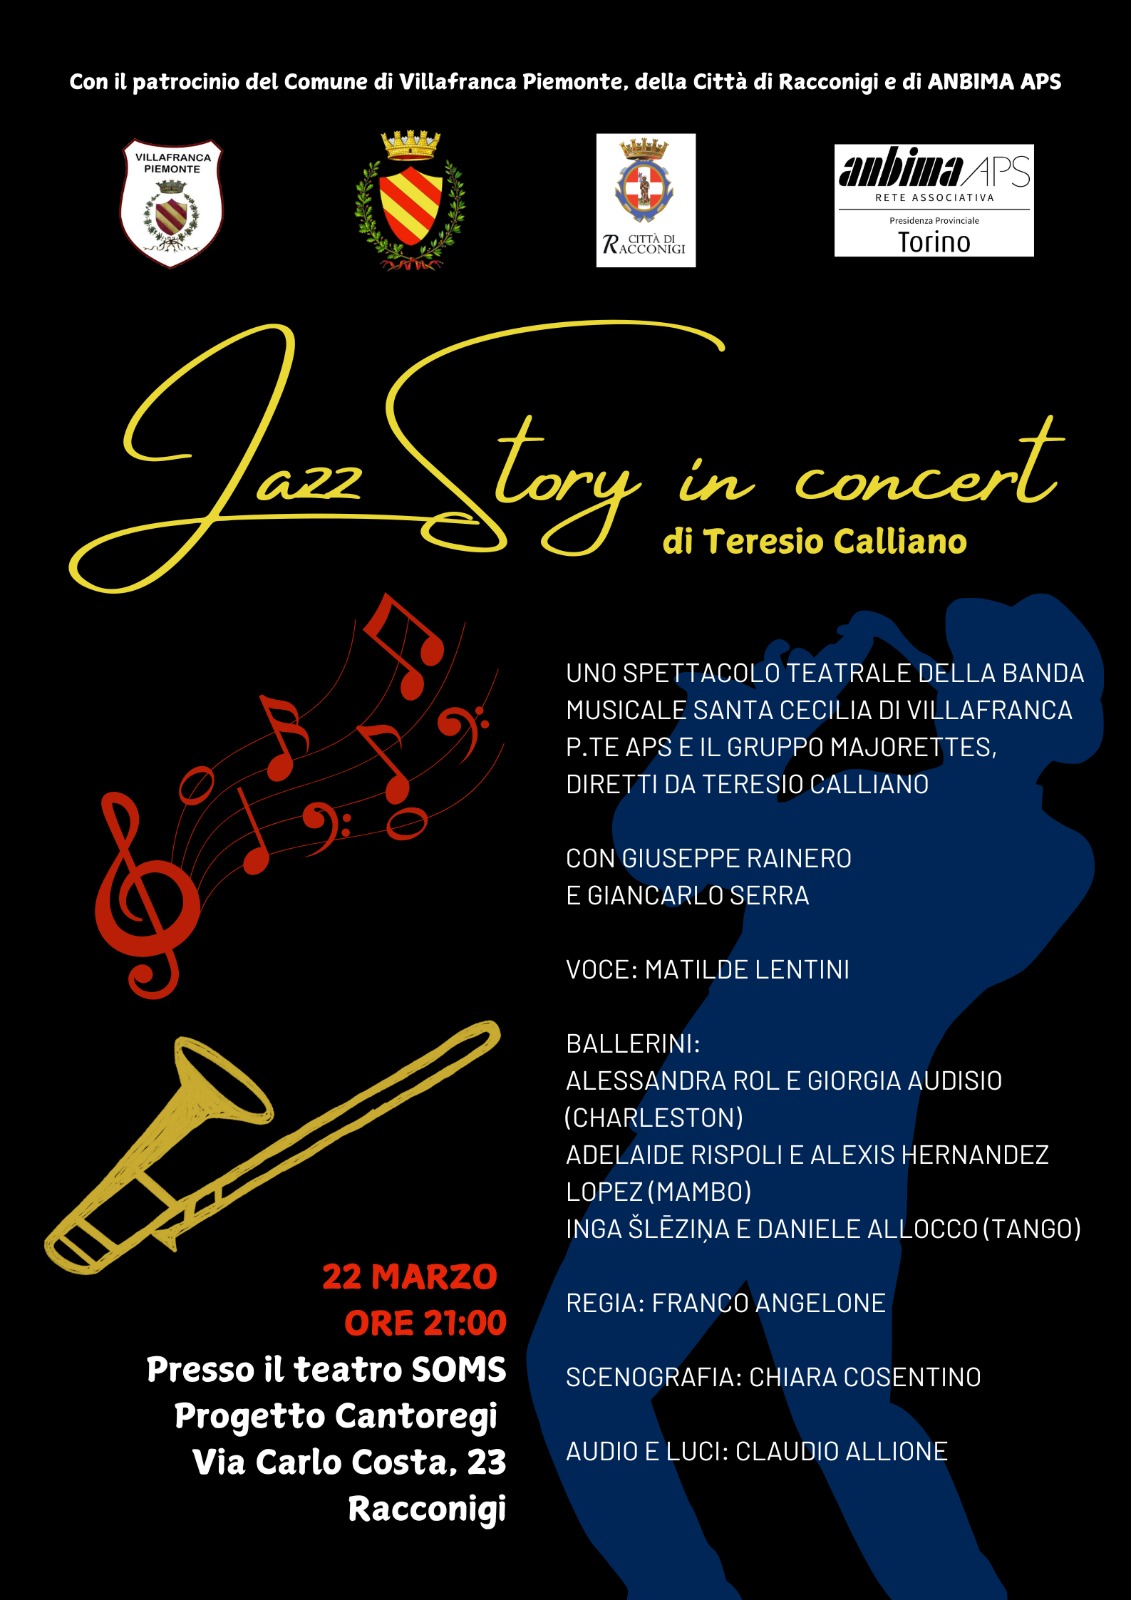 Con il patrocinio del Comune di Villafranca Piemonte, della Città di Racconigi e di ANBIMA APS
VILLAFRANCA
PIEMONTE
CITTÀ DI
RACCONIGI
anbima APS
RETE ASSOCIATIVA
Presidenza Provinciale
Torino
Jazz Story in concert
di Teresio Calliano
UNO SPETTACOLO TEATRALE DELLA BANDA
MUSICALE SANTA CECILIA DI VILLAFRANCA
P.TE APS E IL GRUPPO MAJORETTES,
DIRETTI DA TERESIO CALLIANO
CON GIUSEPPE RAINERO
E GIANCARLO SERRA
VOCE: MATILDE LENTINI
BALLERINI:
ALESSANDRA ROL E GIORGIA AUDISIO
(CHARLESTON)
ADELAIDE RISPOLI E ALEXIS HERNANDEZ
LOPEZ (MAMBO)
INGA ŠLĒZIŅA E DANIELE ALLOCCO (TANGO)
REGIA: FRANCO ANGELONE
SCENOGRAFIA: CHIARA COSENTINO
AUDIO E LUCI: CLAUDIO ALLIONE
22 MARZO
ORE 21:00
Presso il teatro SOMS
Progetto Cantoregi
Via Carlo Costa, 23
Racconigi